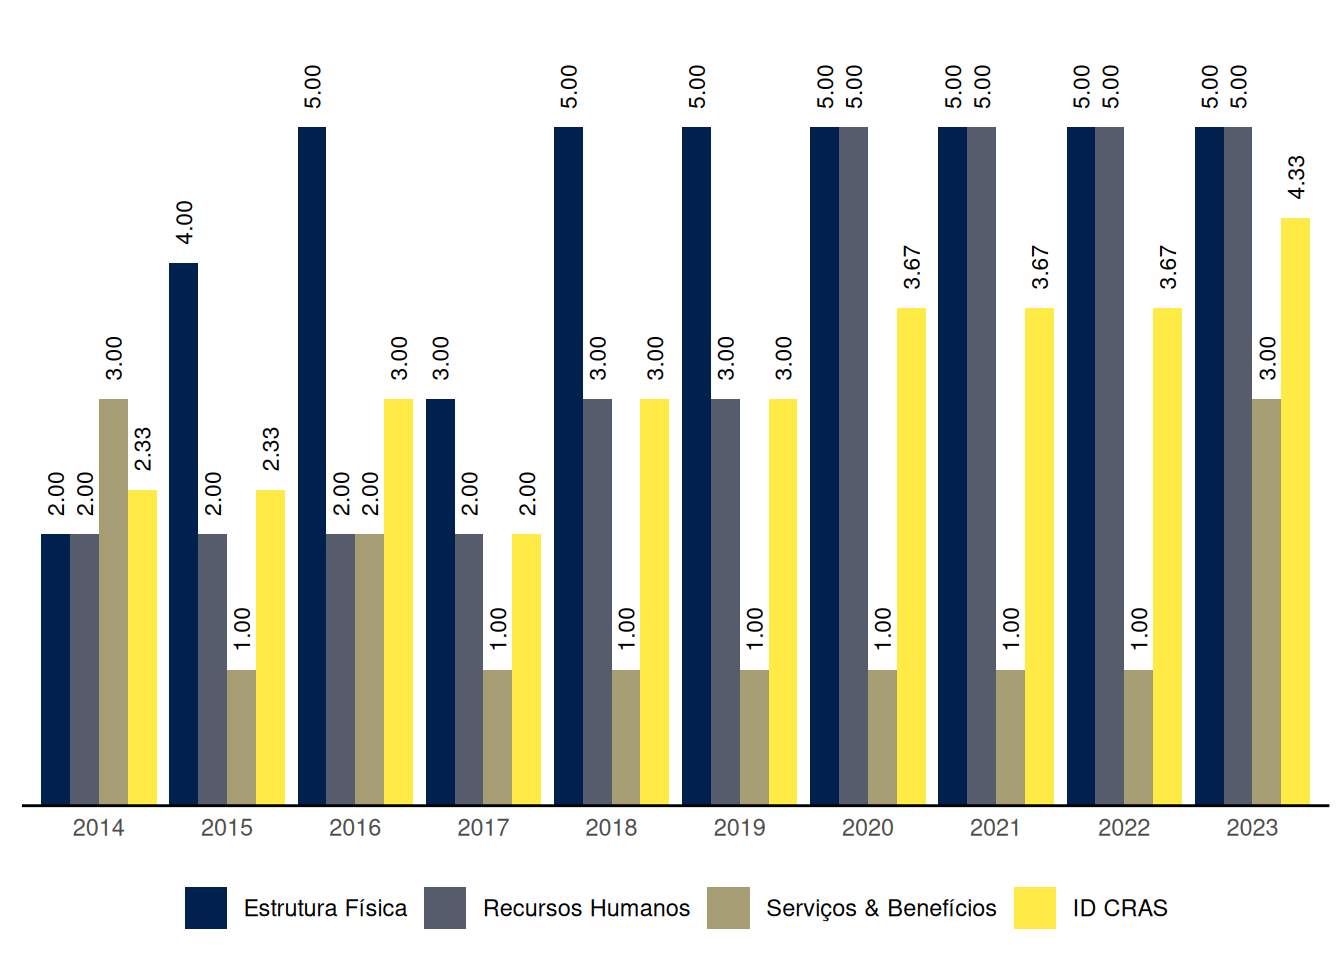 2.00 2.00 3.00 2.33 4.00 2.00 1.00 2.33 5.00 2.00 2.00 3.00 3.00 2.00 1.00 2.00 5.00 3.00 1.00 3.00 5.00 3.00 1.00 3.00 5.00 5.00 1.00 3.67 5.00 5.00 1.00 3.67 5.00 5.00 1.00 3.67 5.00 5.00 3.00 4.33
2014 2015 2016 2017 2018 2019 2020 2021 2022 2023
Estrutura Física Recursos Humanos Serviços & Benefícios ID CRAS